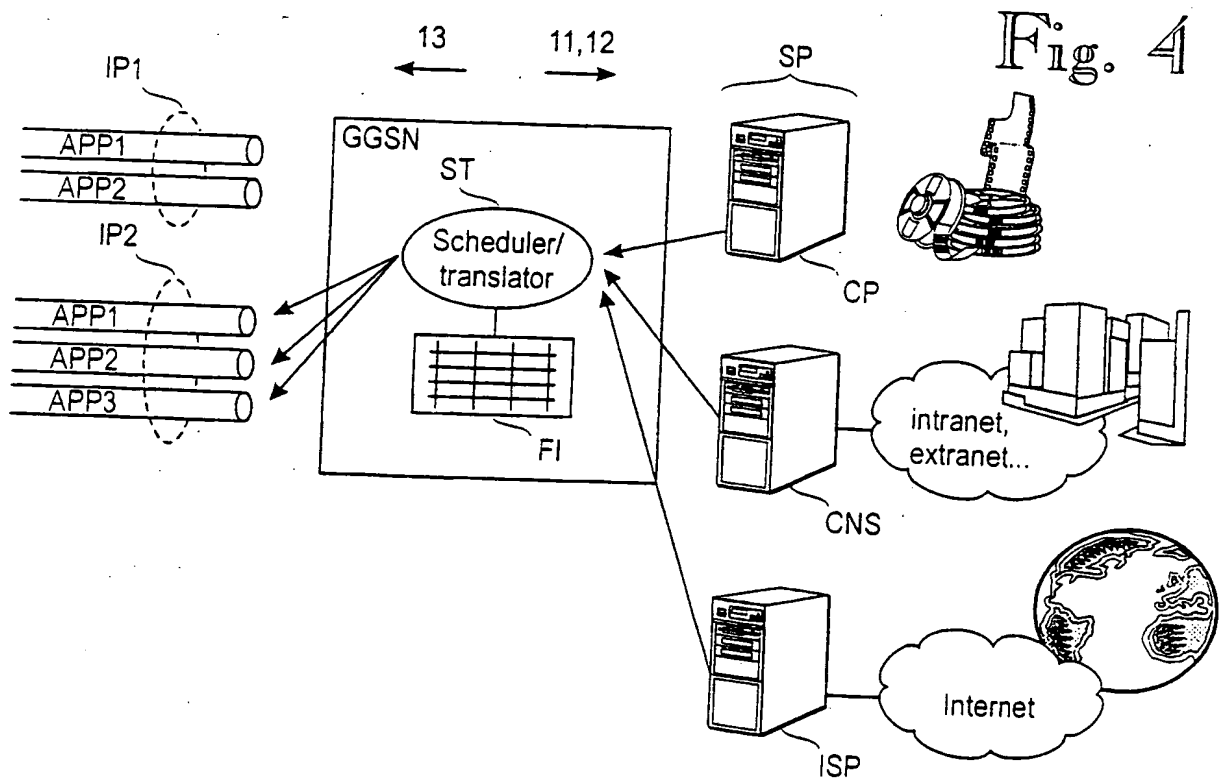 Fig. 4
13
11,12
IP1
SP
APP1
APP2
GGSN
ST
Scheduler/
translator
CP
IP2
APP1
APP2
APP3
FI
intranet,
extranet...
CNS
Internet
ISP